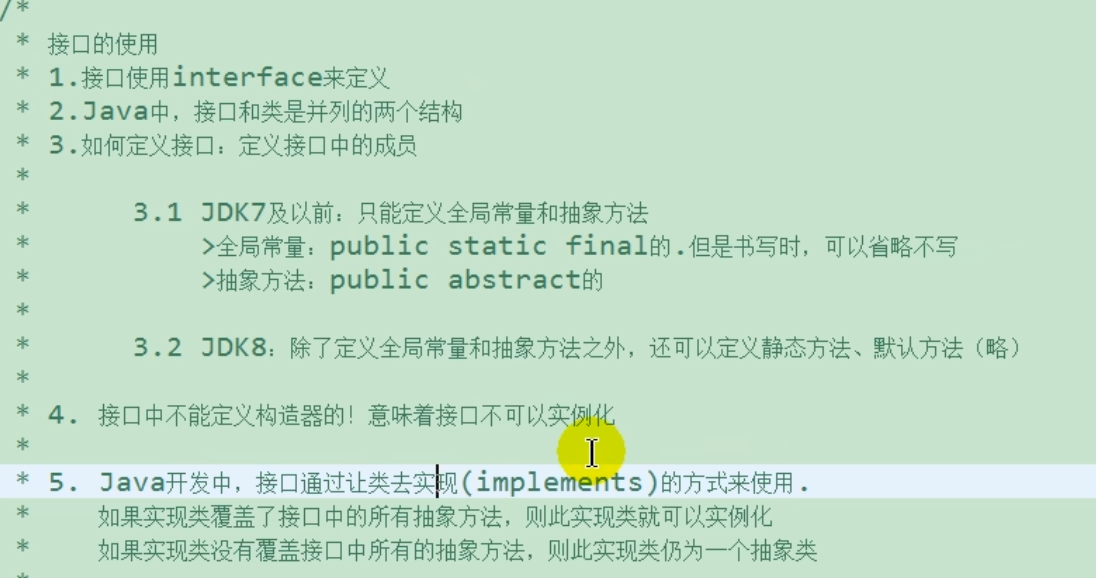 /*
* 接口的使用
* 1.接口使用interface来定义
* 2.Java中，接口和类是并列的两个结构
* 3.如何定义接口：定义接口中的成员
*
* 3.1 JDK7及以前：只能定义全局常量和抽象方法
* >全局常量：public static final的.但是书写时，可以省略不写
* >抽象方法：public abstract的
*
* 3.2 JDK8：除了定义全局常量和抽象方法之外，还可以定义静态方法、默认方法（略）
*
* 4. 接口中不能定义构造器的！意味着接口不可以实例化
*
* 5. Java开发中，接口通过让类去实现(implements)的方式来使用.
* 如果实现类覆盖了接口中的所有抽象方法，则此实现类就可以实例化
* 如果实现类没有覆盖接口中所有的抽象方法，则此实现类仍为一个抽象类
*